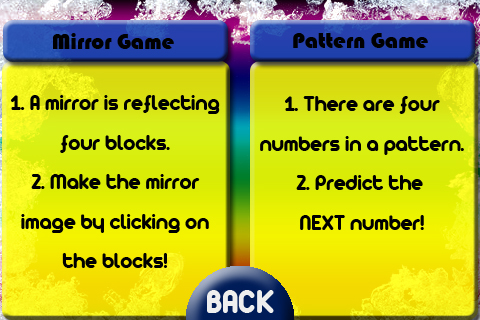 Mirror Game
1. A mirror is reflecting
four blocks.
2. Make the mirror
image by clicking on
the blocks!
Pattern Game
1. There are four
numbers in a pattern.
2. Predict the
NEXT number!
BACK